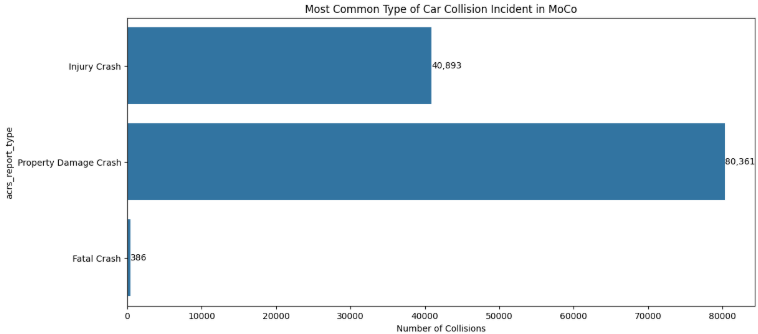 Most Common Type of Car Collision Incident in MoCo
acrs_report_type
Injury Crash
40,893
Property Damage Crash
80,361
Fatal Crash
386
0 10000 20000 30000 40000 50000 60000 70000 80000
Number of Collisions